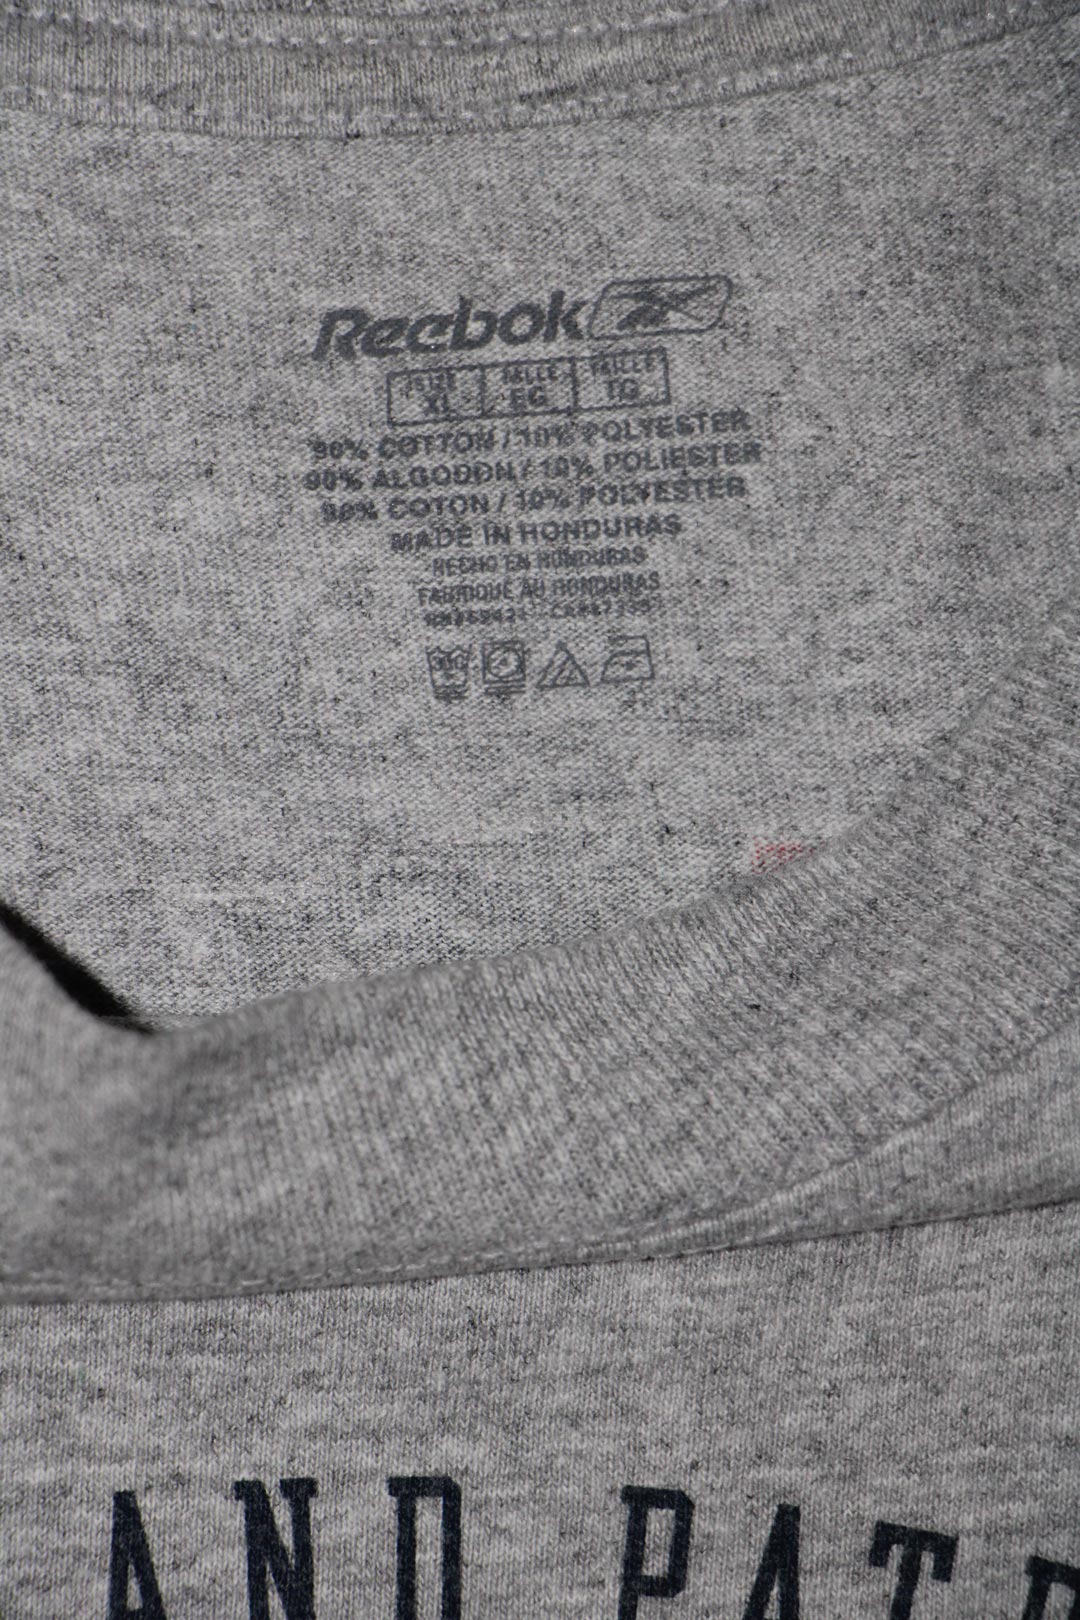 Reebok
SIZE TALLE TAILLE
XL EG TG
90% COTTON / 10% POLYESTER
90% ALGODON / 10% POLIESTER
90% COTON / 10% POLYESTER
MADE IN HONDURAS
HECHO EN HONDURAS
FABRIQUE AU HONDURAS
AND PAT